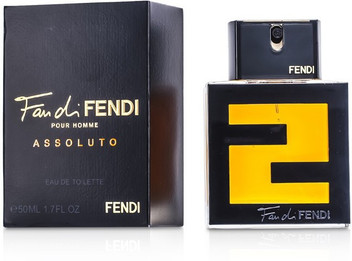 Fan di FENDI
POUR HOMME
ASSOLUTO
EAU DE TOILETTE
℮50ML 1.7FL.OZ
FENDI
FENDI
Fan di FENDI